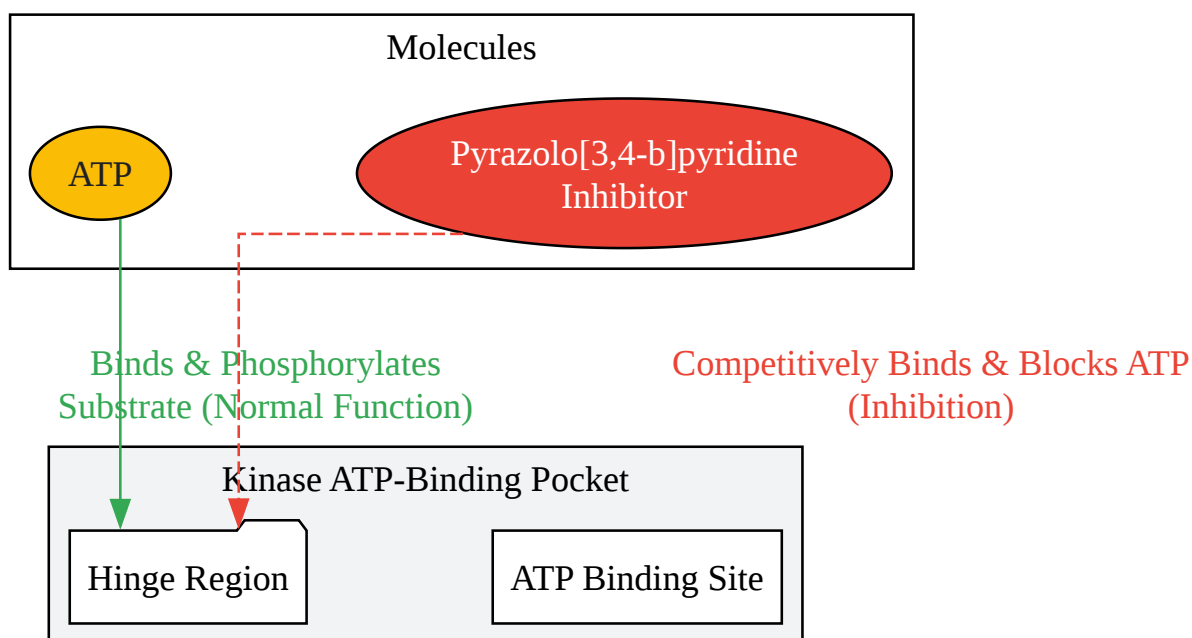 Molecules
ATP
Pyrazolo[3,4-b]pyridine
Inhibitor
Binds & Phosphorylates
Substrate (Normal Function)
Competitively Binds & Blocks ATP
(Inhibition)
Kinase ATP-Binding Pocket
Hinge Region
ATP Binding Site